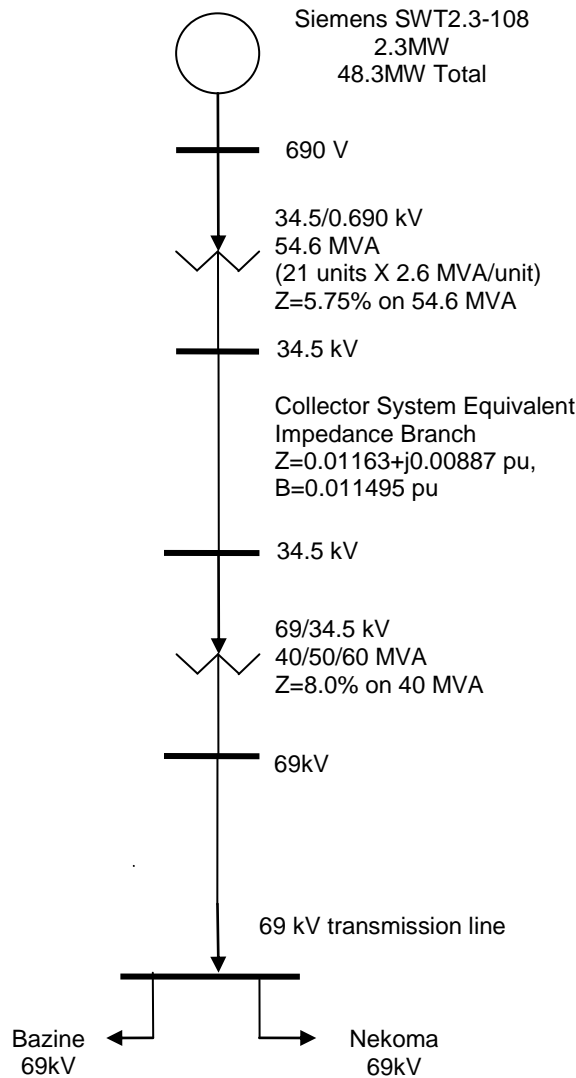 Siemens SWT2.3-108
2.3MW
48.3MW Total
690 V
34.5/0.690 kV
54.6 MVA
(21 units X 2.6 MVA/unit)
Z=5.75% on 54.6 MVA
34.5 kV
Collector System Equivalent
Impedance Branch
Z=0.01163+j0.00887 pu,
B=0.011495 pu
34.5 kV
69/34.5 kV
40/50/60 MVA
Z=8.0% on 40 MVA
69kV
69 kV transmission line
Bazine
69kV
Nekoma
69kV